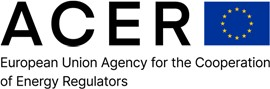 ACER
European Union Agency for the Cooperation
of Energy Regulators